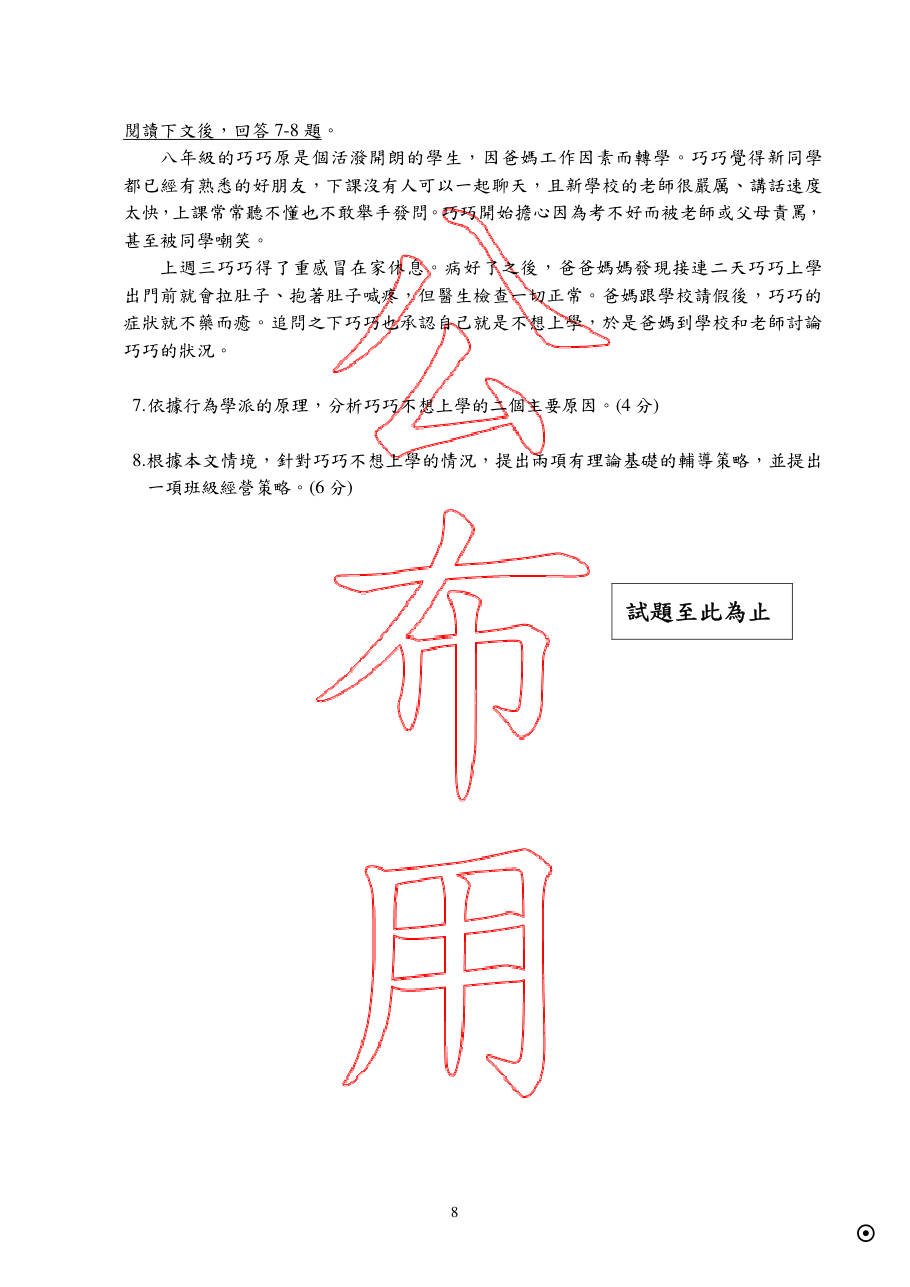 閱讀下文後，回答 7-8 題。
八年級的巧巧原是個活潑開朗的學生，因爸媽工作因素而轉學。巧巧覺得新同學
都已經有熟悉的好朋友，下課沒有人可以一起聊天，且新學校的老師很嚴厲、講話速度
太快，上課常常聽不懂也不敢舉手發問。巧巧開始擔心因為考不好而被老師或父母責罵，
甚至被同學嘲笑。
上週三巧巧得了重感冒在家休息。病好了之後，爸爸媽媽發現接連二天巧巧上學
出門前就會拉肚子、抱著肚子喊疼，但醫生檢查一切正常。爸媽跟學校請假後，巧巧的
症狀就不藥而癒。追問之下巧巧也承認自己就是不想上學，於是爸媽到學校和老師討論
巧巧的狀況。
7.依據行為學派的原理，分析巧巧不想上學的二個主要原因。(4 分)
8.根據本文情境，針對巧巧不想上學的情況，提出兩項有理論基礎的輔導策略，並提出
一項班級經營策略。(6 分)
試題至此為止
公
布
用
8